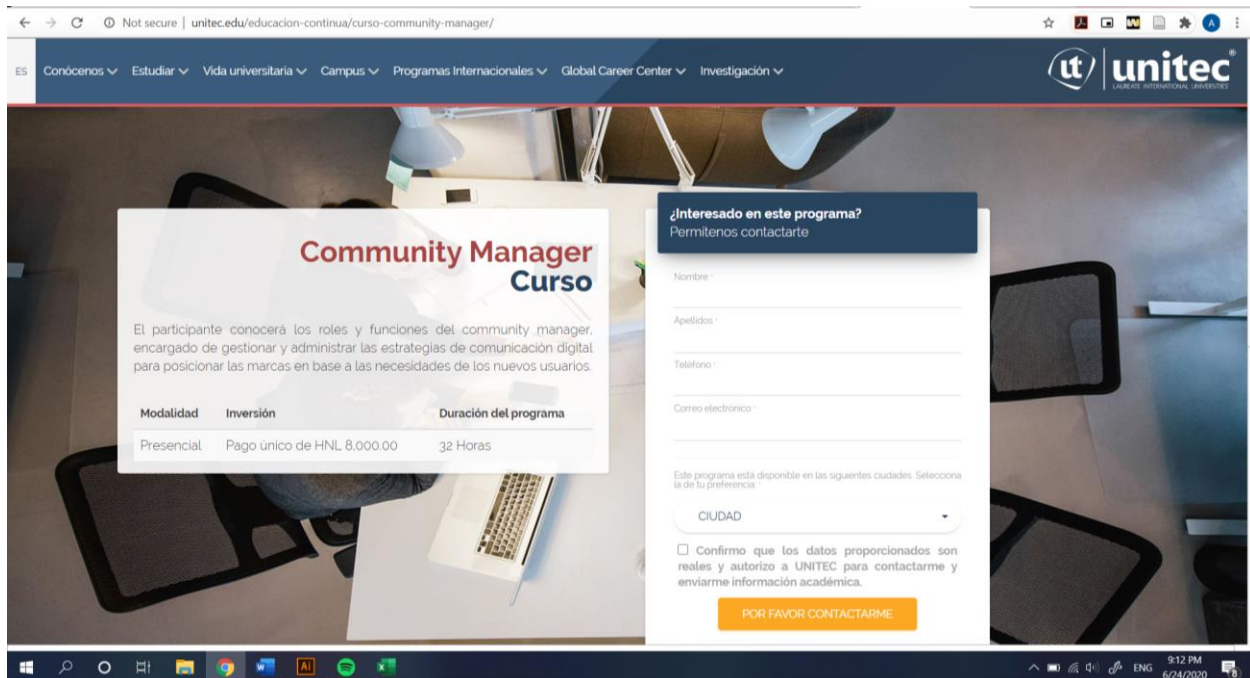 Not secure | unitec.edu/educacion-continua/curso-community-manager/
A
ES Conócenos Estudiar Vida universitaria Campus Programas Internacionales Global Career Center Investigación
ut unitec®
LAUREATE INTERNATIONAL UNIVERSITIES
Community Manager
Curso
El participante conocerá los roles y funciones del community manager,
encargado de gestionar y administrar las estrategias de comunicación digital
para posicionar las marcas en base a las necesidades de los nuevos usuarios.
Modalidad Inversión Duración del programa
Presencial Pago único de HNL 8,000.00 32 Horas
¿Interesado en este programa?
Permítenos contactarte
Nombre *
Apellidos *
Teléfono *
Correo electrónico *
Este programa está disponible en las siguientes ciudades. Selecciona
la de tu preferencia: *
CIUDAD
Confirmo que los datos proporcionados son
reales y autorizo a UNITEC para contactarme y
enviarme información académica.
POR FAVOR CONTACTARME
W Ai X ENG 9:12 PM
6/24/2020 8